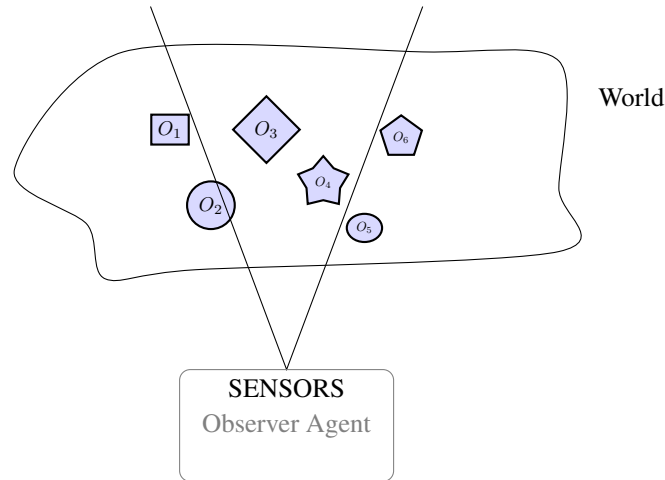 World
O₁
O₃
O₆
O₄
O₂
O₅
SENSORS
Observer Agent